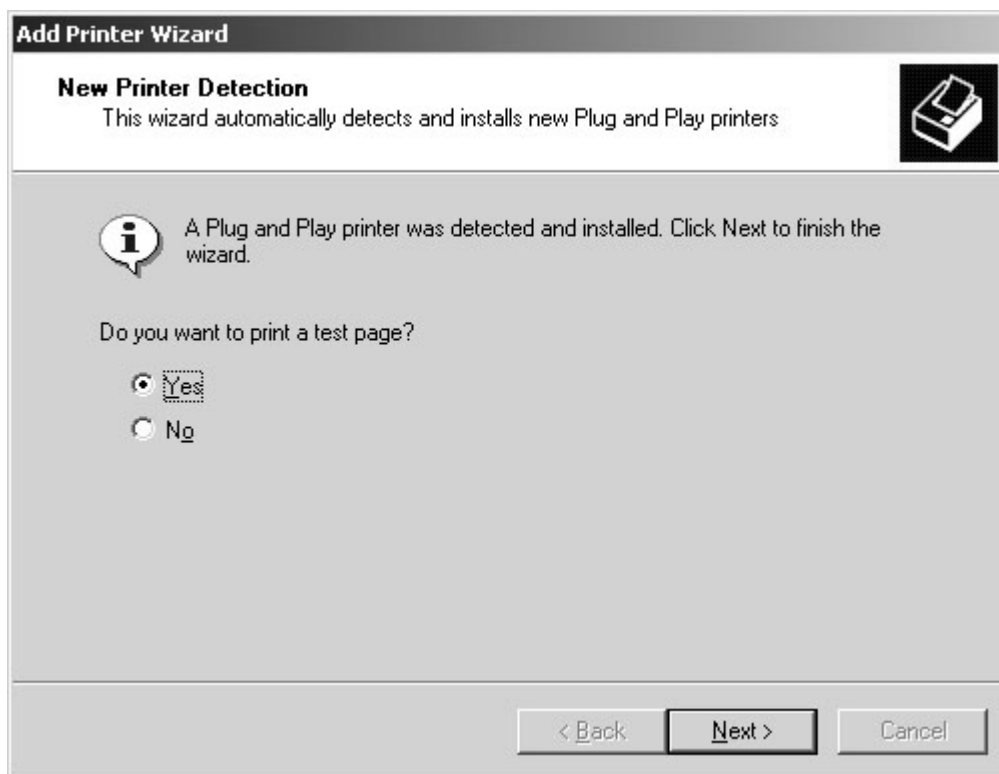 Add Printer Wizard
New Printer Detection
This wizard automatically detects and installs new Plug and Play printers
A Plug and Play printer was detected and installed. Click Next to finish the
wizard.
Do you want to print a test page?
Yes
No
< Back Next > Cancel